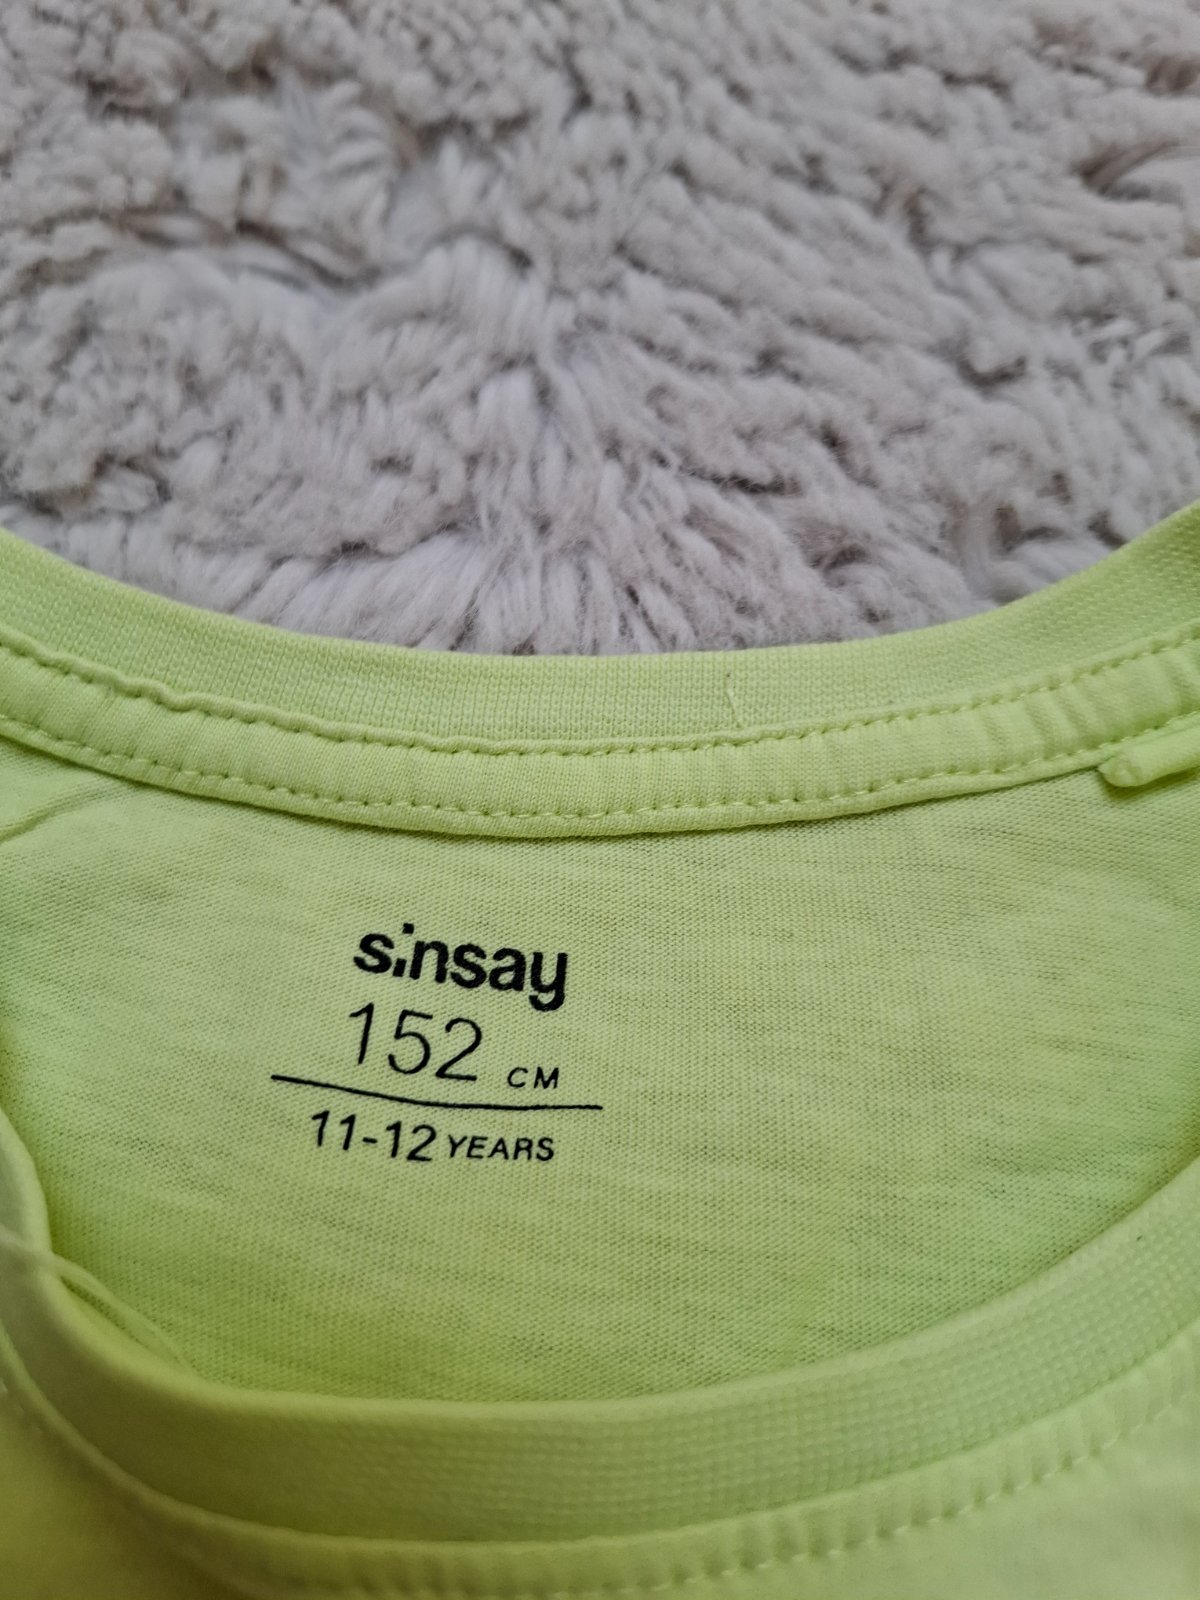 sinsay
152 CM
11-12 YEARS